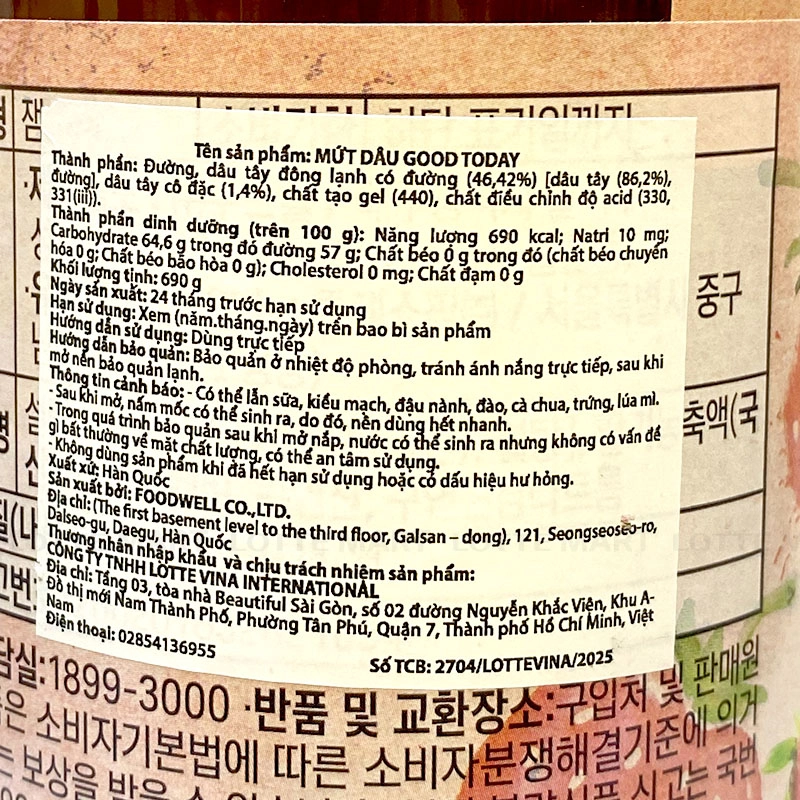 잼
Tên sản phẩm: MỨT DÂU GOOD TODAY
Thành phần: Đường, dâu tây đông lạnh có đường (46,42%) [dâu tây (86,2%),
đường], dâu tây cô đặc (1,4%), chất tạo gel (440), chất điều chỉnh độ acid (330,
331(iii)).
Thành phần dinh dưỡng (trên 100 g): Năng lượng 690 kcal; Natri 10 mg;
Carbohydrate 64,6 g trong đó đường 57 g; Chất béo 0 g trong đó (chất béo chuyển
hóa 0 g; Chất béo bão hòa 0 g); Cholesterol 0 mg; Chất đạm 0 g
Khối lượng tịnh: 690 g
Ngày sản xuất: 24 tháng trước hạn sử dụng
Hạn sử dụng: Xem (năm.tháng.ngày) trên bao bì sản phẩm
Hướng dẫn sử dụng: Dùng trực tiếp
Hướng dẫn bảo quản: Bảo quản ở nhiệt độ phòng, tránh ánh nắng trực tiếp, sau khi
mở nên bảo quản lạnh.
Thông tin cảnh báo: - Có thể lẫn sữa, kiều mạch, đậu nành, đào, cà chua, trứng, lúa mì.
- Sau khi mở, nấm mốc có thể sinh ra, do đó, nên dùng hết nhanh.
- Trong quá trình bảo quản sau khi mở nắp, nước có thể sinh ra nhưng không có vấn đề
gì bất thường về mặt chất lượng, có thể an tâm sử dụng.
- Không dùng sản phẩm khi đã hết hạn sử dụng hoặc có dấu hiệu hư hỏng.
Xuất xứ: Hàn Quốc
Sản xuất bởi: FOODWELL CO.,LTD.
Địa chỉ: (The first basement level to the third floor, Galsan – dong), 121, Seongseoseo-ro,
Dalseo-gu, Daegu, Hàn Quốc
Thương nhân nhập khẩu và chịu trách nhiệm sản phẩm:
CÔNG TY TNHH LOTTE VINA INTERNATIONAL
Địa chỉ: Tầng 03, tòa nhà Beautiful Sài Gòn, số 02 đường Nguyễn Khắc Viện, Khu A-
Đô thị mới Nam Thành Phố, Phường Tân Phú, Quận 7, Thành phố Hồ Chí Minh, Việt
Nam
Điện thoại: 02854136955
Số TCB: 2704/LOTTEVINA/2025
중구
축액(국
LOTTE MART LOTTE MART LOTTE
담실:1899-3000 ·반품 및 교환장소:구입처 및 판매원
은 소비자기본법에 따른 소비자분쟁해결기준에 의거